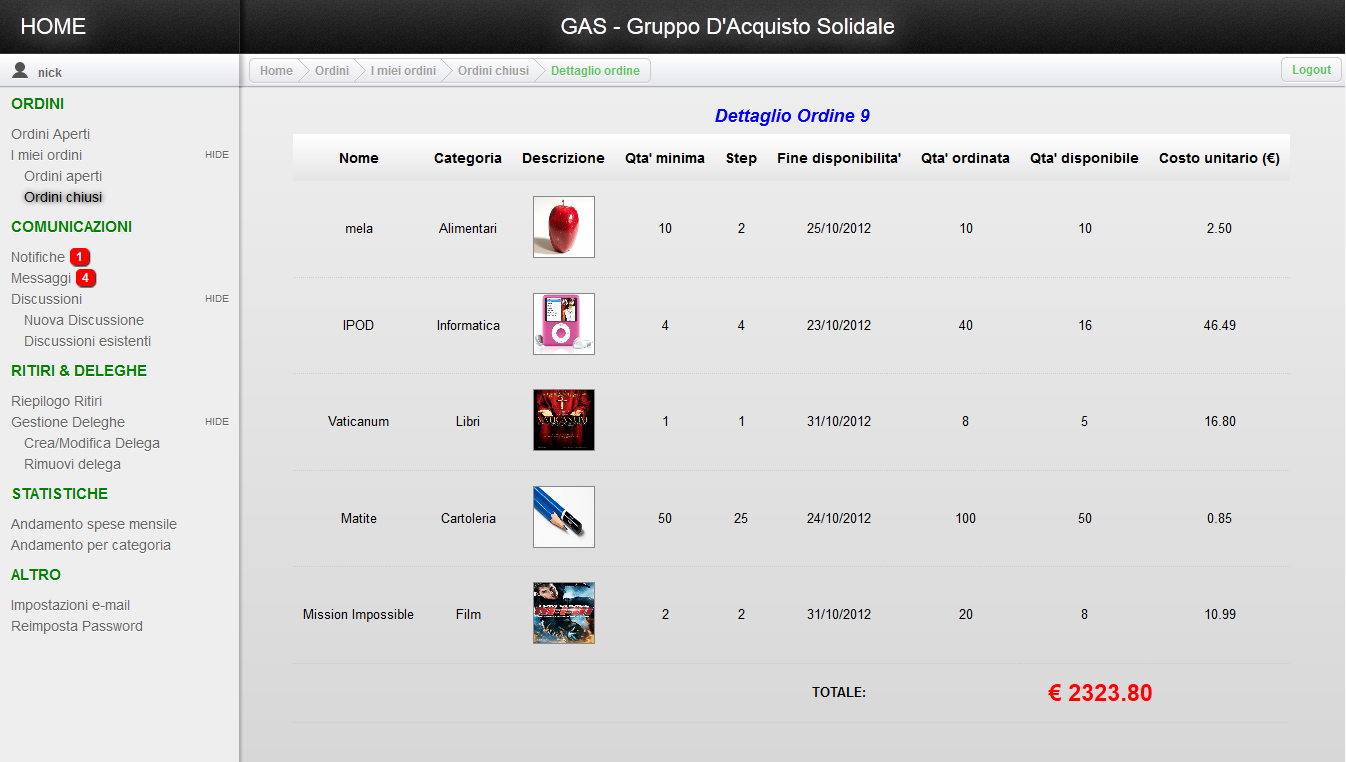 HOME
GAS - Gruppo D'Acquisto Solidale
nick
Home Ordini I miei ordini Ordini chiusi Dettaglio ordine
Logout
ORDINI
Ordini Aperti
I miei ordini HIDE
Ordini aperti
Ordini chiusi
COMUNICAZIONI
Notifiche 1
Messaggi 4
Discussioni HIDE
Nuova Discussione
Discussioni esistenti
RITIRI & DELEGHE
Riepilogo Ritiri
Gestione Deleghe HIDE
Crea/Modifica Delega
Rimuovi delega
STATISTICHE
Andamento spese mensile
Andamento per categoria
ALTRO
Impostazioni e-mail
Reimposta Password
Dettaglio Ordine 9
Nome Categoria Descrizione Qta' minima Step Fine disponibilita' Qta' ordinata Qta' disponibile Costo unitario (€)
mela Alimentari 10 2 25/10/2012 10 10 2.50
IPOD Informatica 4 4 23/10/2012 40 16 46.49
Vaticanum Libri 1 1 31/10/2012 8 5 16.80
Matite Cartoleria 50 25 24/10/2012 100 50 0.85
Mission Impossible Film 2 2 31/10/2012 20 8 10.99
TOTALE: € 2323.80